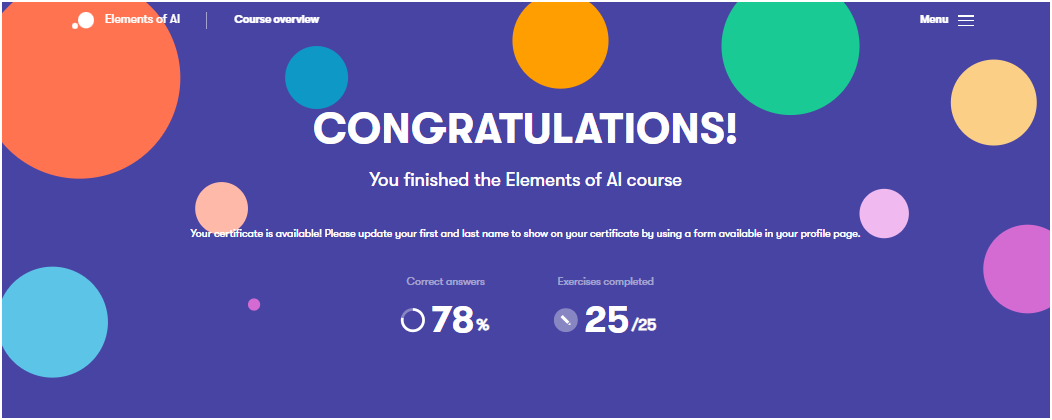 Elements of AI
Course overview
Menu
CONGRATULATIONS!
You finished the Elements of AI course
Your certificate is available! Please update your first and last name to show on your certificate by using a form available in your profile page.
Correct answers
Exercises completed
78%
25/25